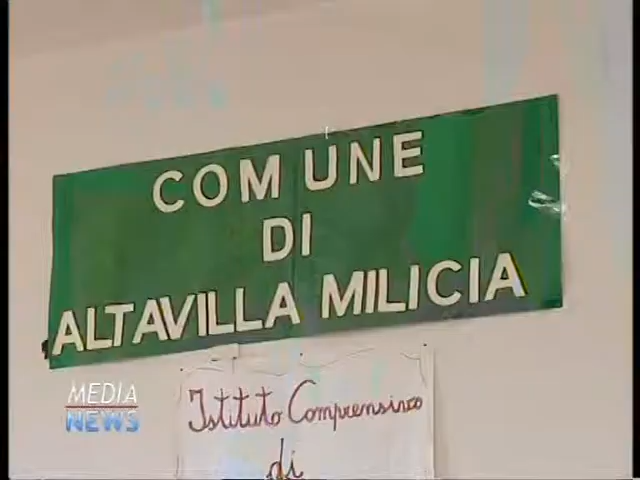 COMUNE
DI
ALTAVILLA MILICIA
Istituto Comprensivo
di
MEDIA
NEWS